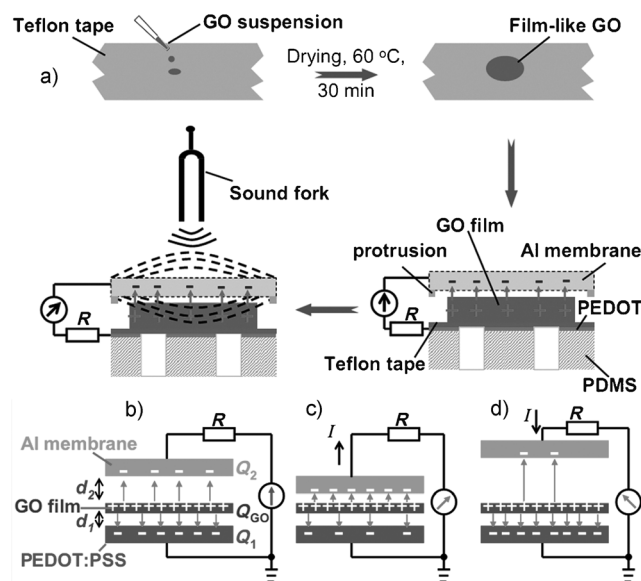 GO suspension
Teflon tape
Film-like GO
Drying, 60 °C,
30 min
a)
Sound fork
GO film
protrusion
Al membrane
R
R
PEDOT
Teflon tape
PDMS
b)
c)
d)
R
I
R
I
R
Al membrane
Q2
d2
GO film
QGO
d1
Q1
PEDOT:PSS